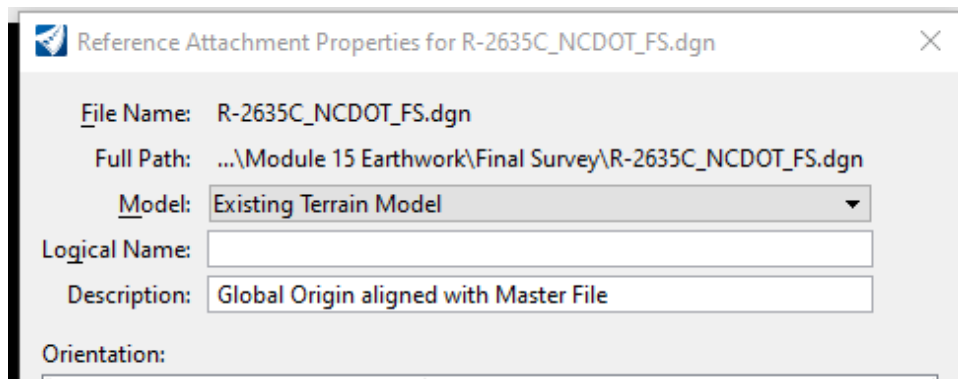 Reference Attachment Properties for R-2635C_NCDOT_FS.dgn
File Name: R-2635C_NCDOT_FS.dgn
Full Path: ...\Module 15 Earthwork\Final Survey\R-2635C_NCDOT_FS.dgn
Model: Existing Terrain Model
Logical Name:
Description: Global Origin aligned with Master File
Orientation: